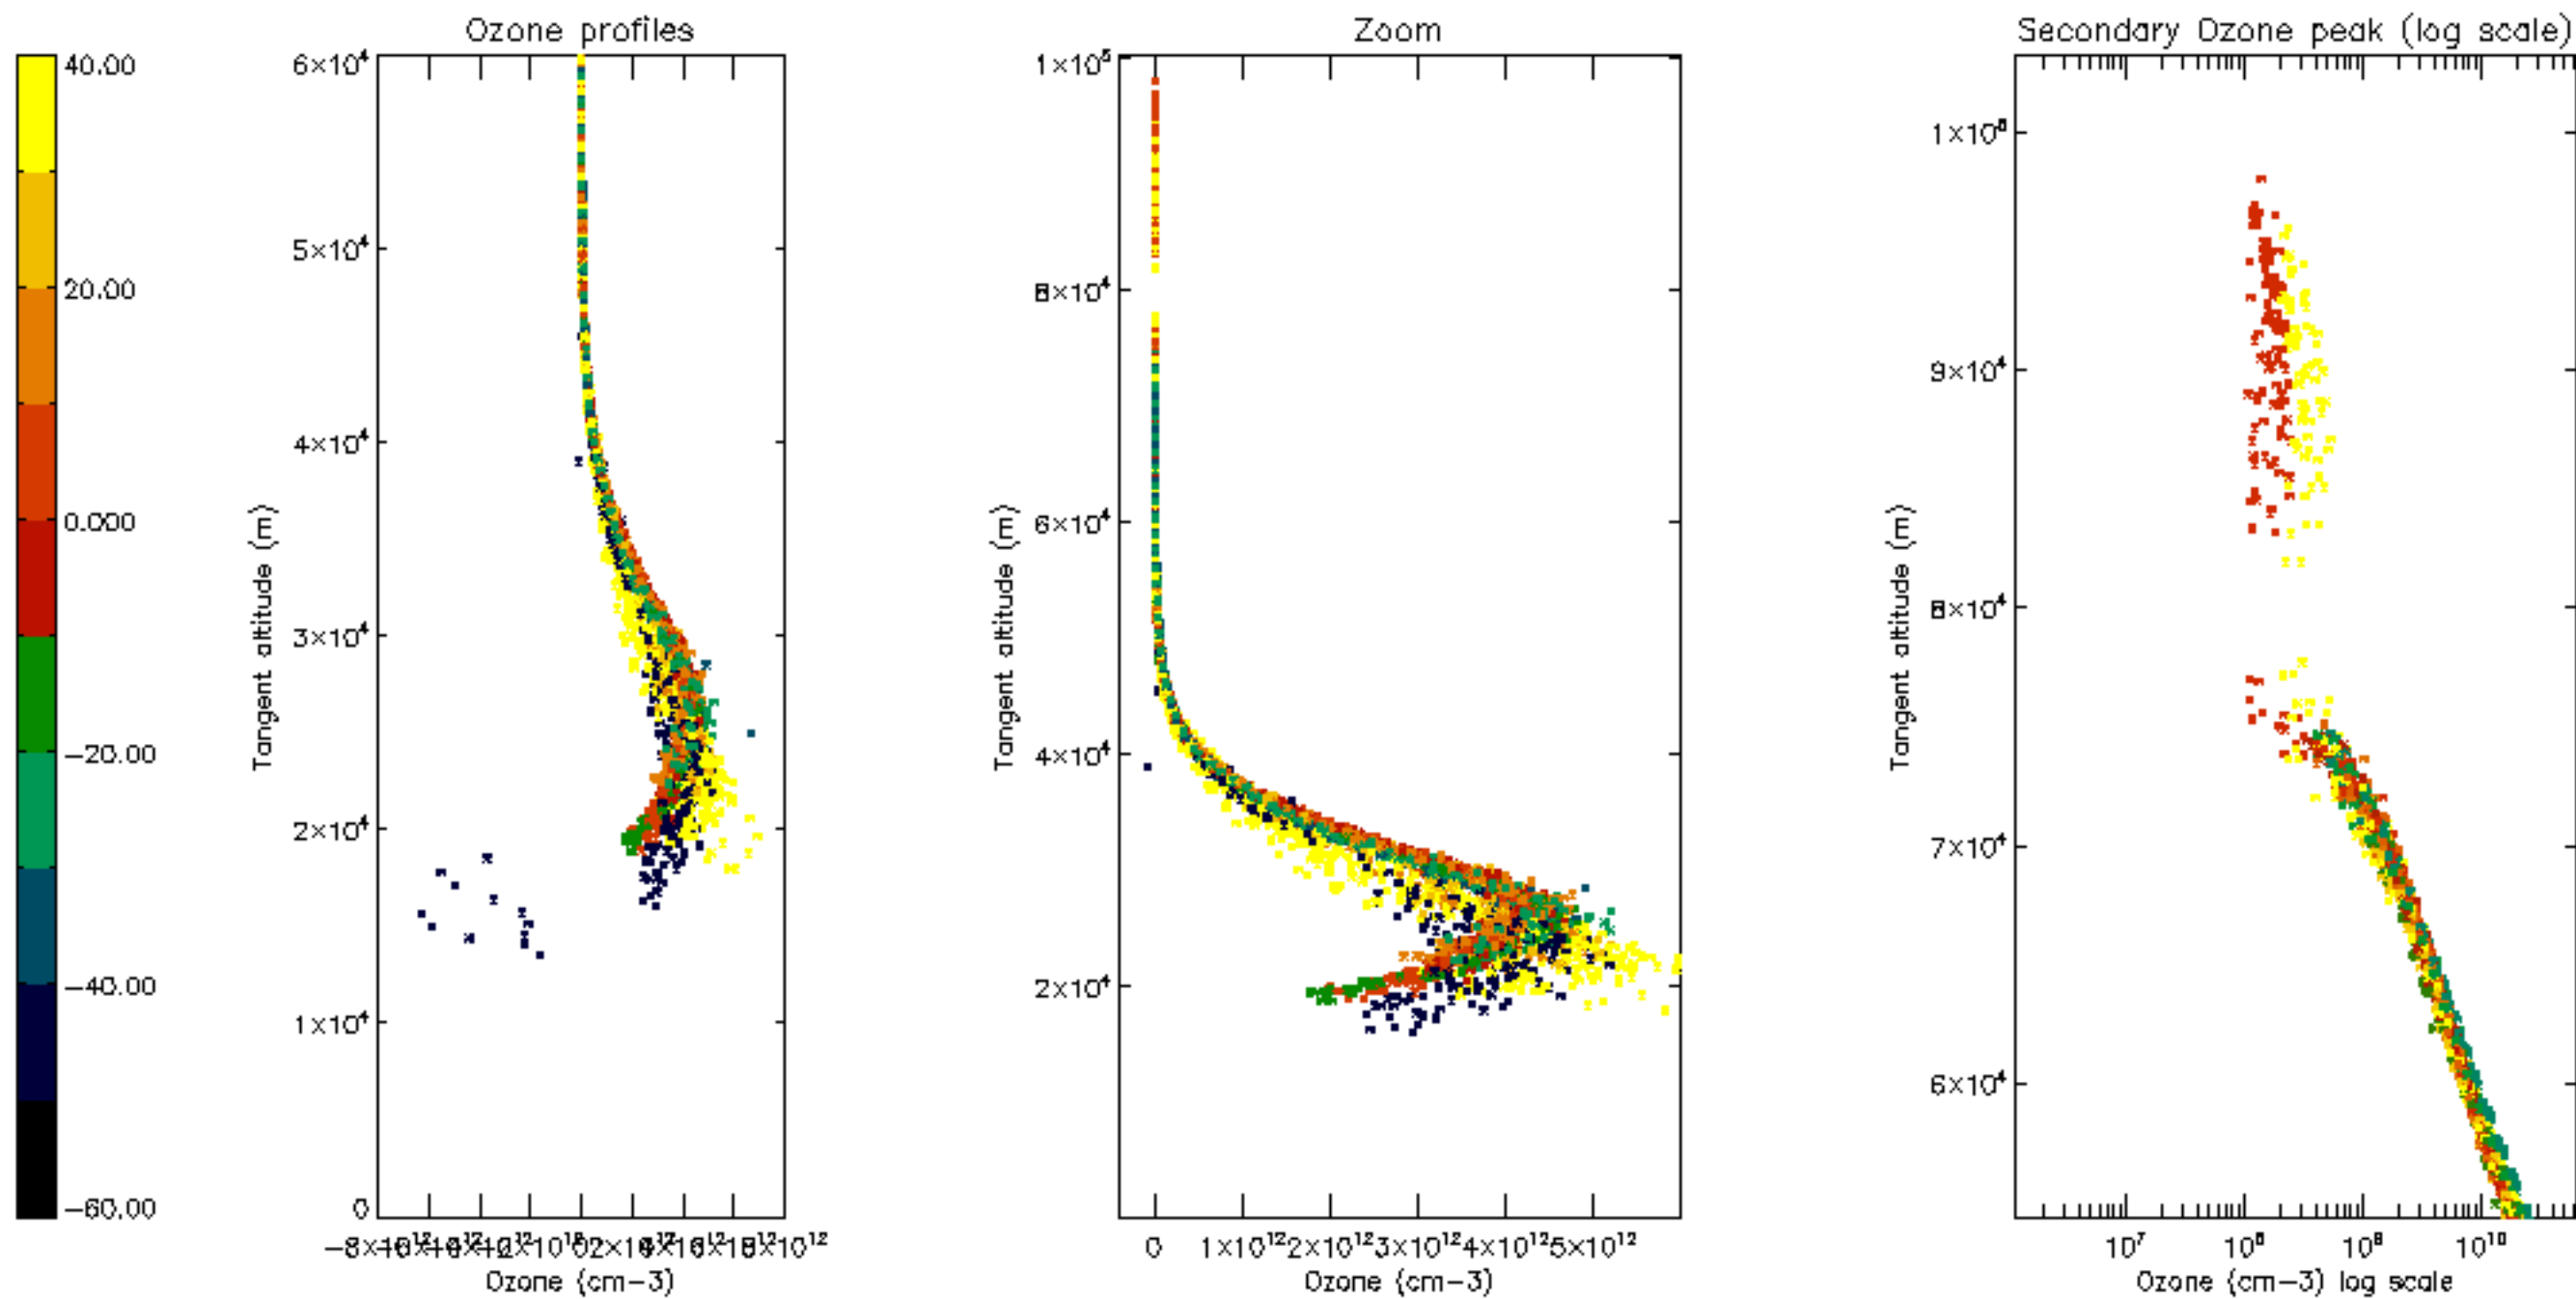 Ozone profiles
Zoom
Secondary Ozone peak (log scale)
40.00
20.00
0.000
−20.00
−40.00
−60.00
6×10⁴
5×10⁴
4×10⁴
3×10⁴
2×10⁴
1×10⁴
0
Tangent altitude (m)
Ozone (cm−3)
1×10⁵
8×10⁴
6×10⁴
4×10⁴
2×10⁴
Tangent altitude (m)
0 1×10¹² 2×10¹² 3×10¹² 4×10¹² 5×10¹²
Ozone (cm−3)
9×10⁴
8×10⁴
7×10⁴
6×10⁴
Tangent altitude (m)
10⁷ 10⁸ 10⁹ 10¹⁰
Ozone (cm−3) log scale